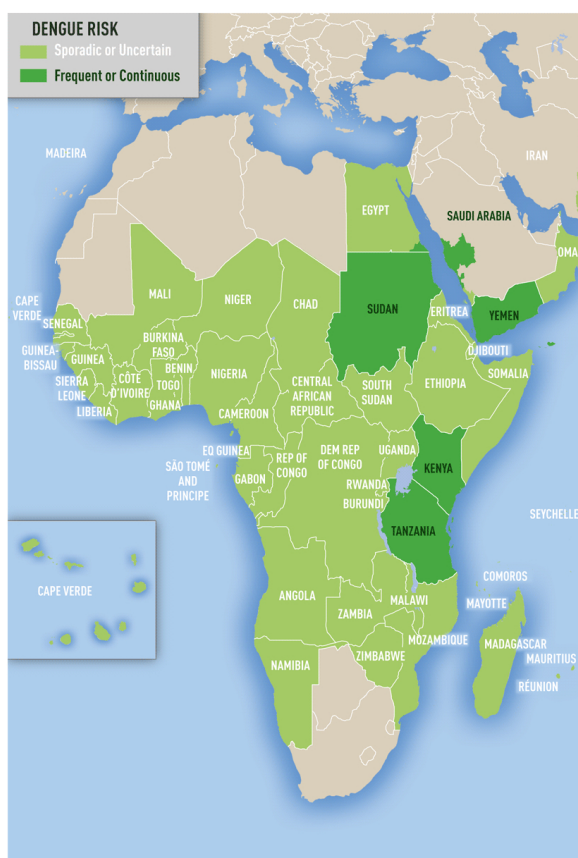 DENGUE RISK
Sporadic or Uncertain
Frequent or Continuous
MADEIRA
IRAN
EGYPT
SAUDI ARABIA
OMA
MALI
NIGER
CHAD
SUDAN
ERITREA
YEMEN
CAPE
VERDE
SENEGAL
GUINEA-
BISSAU
GUINEA
BURKINA
FASO
BENIN
NIGERIA
DJIBOUTI
SOMALIA
SIERRA
LEONE
CÔTE
D'IVOIRE
TOGO
GHANA
LIBERIA
CENTRAL
AFRICAN
REPUBLIC
SOUTH
SUDAN
ETHIOPIA
CAMEROON
EQ GUINEA
SÃO TOMÉ
AND
PRINCIPE
GABON
REP OF
CONGO
DEM REP
OF CONGO
UGANDA
KENYA
RWANDA
BURUNDI
TANZANIA
SEYCHELLE
CAPE VERDE
ANGOLA
ZAMBIA
MALAWI
COMOROS
MAYOTTE
MOZAMBIQUE
MADAGASCAR
MAURITIUS
RÉUNION
NAMIBIA
ZIMBABWE